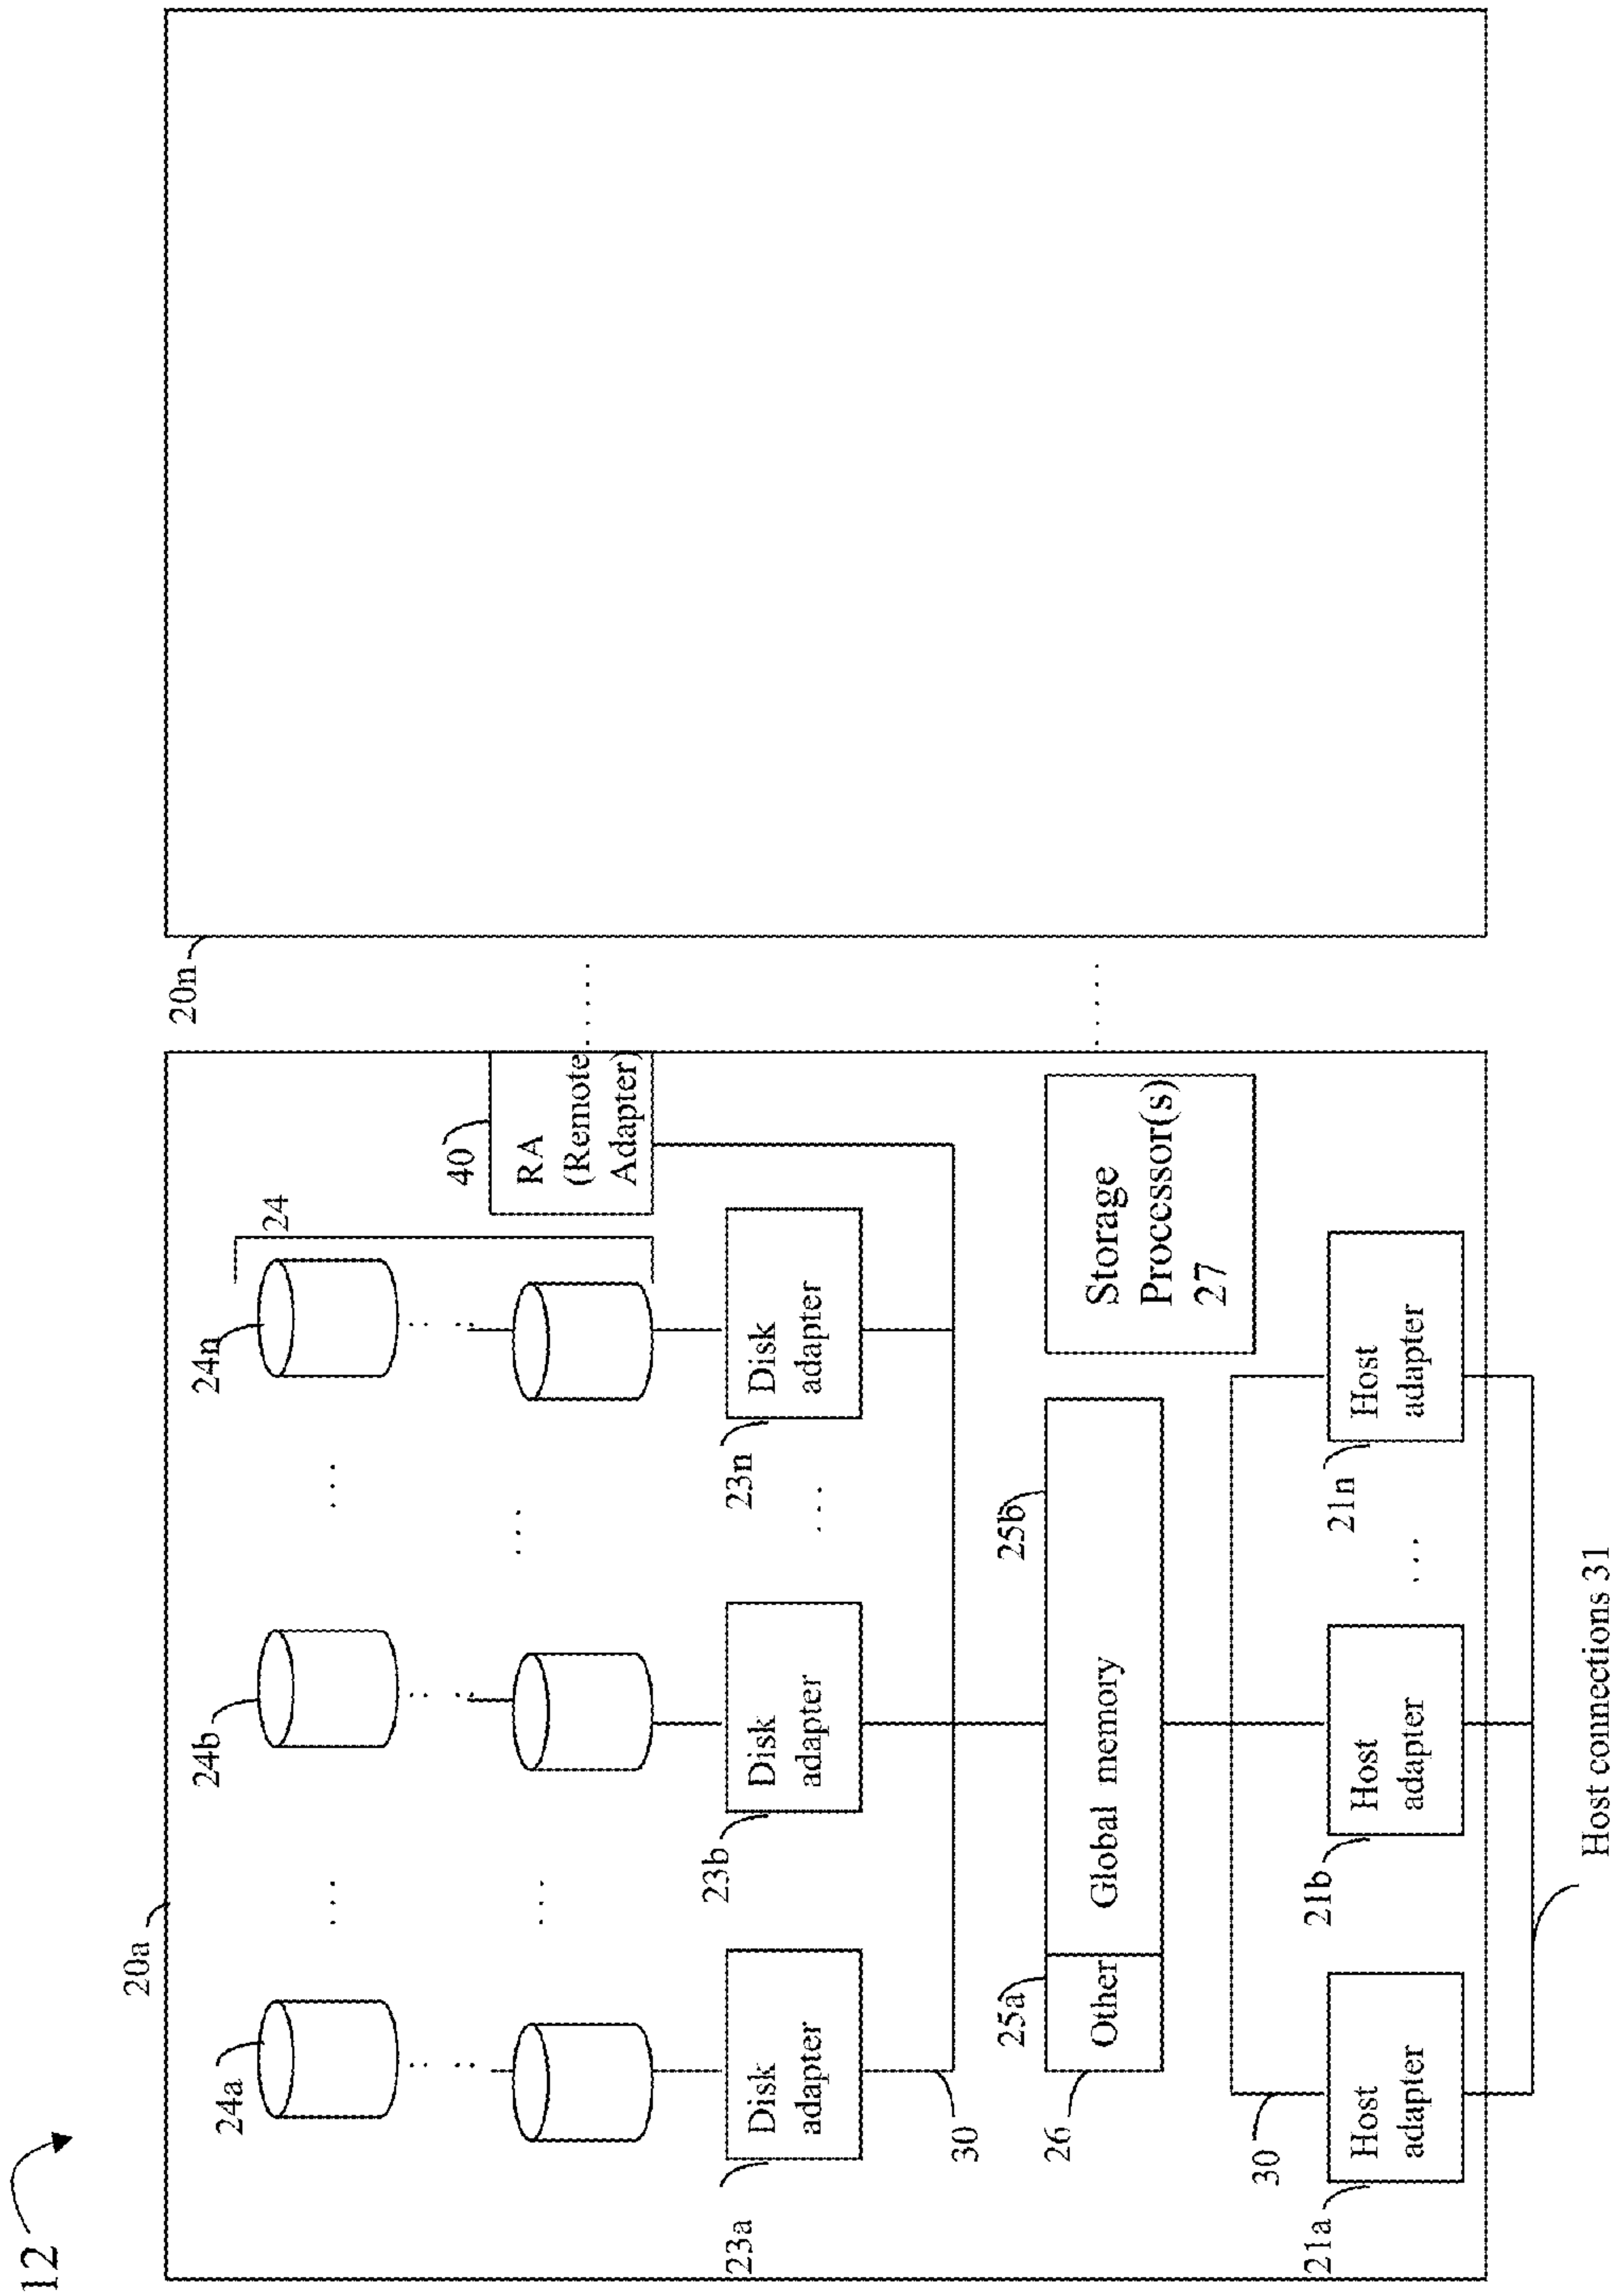 12
20a
20n
24a
24b
24n
24
40
RA
(Remote
Adapter)
23a
Disk
adapter
23b
Disk
adapter
23n
Disk
adapter
30
25a
25b
26
Other
Global memory
Storage
Processor(s)
27
30
21a
Host
adapter
21b
Host
adapter
21n
Host
adapter
Host connections 31